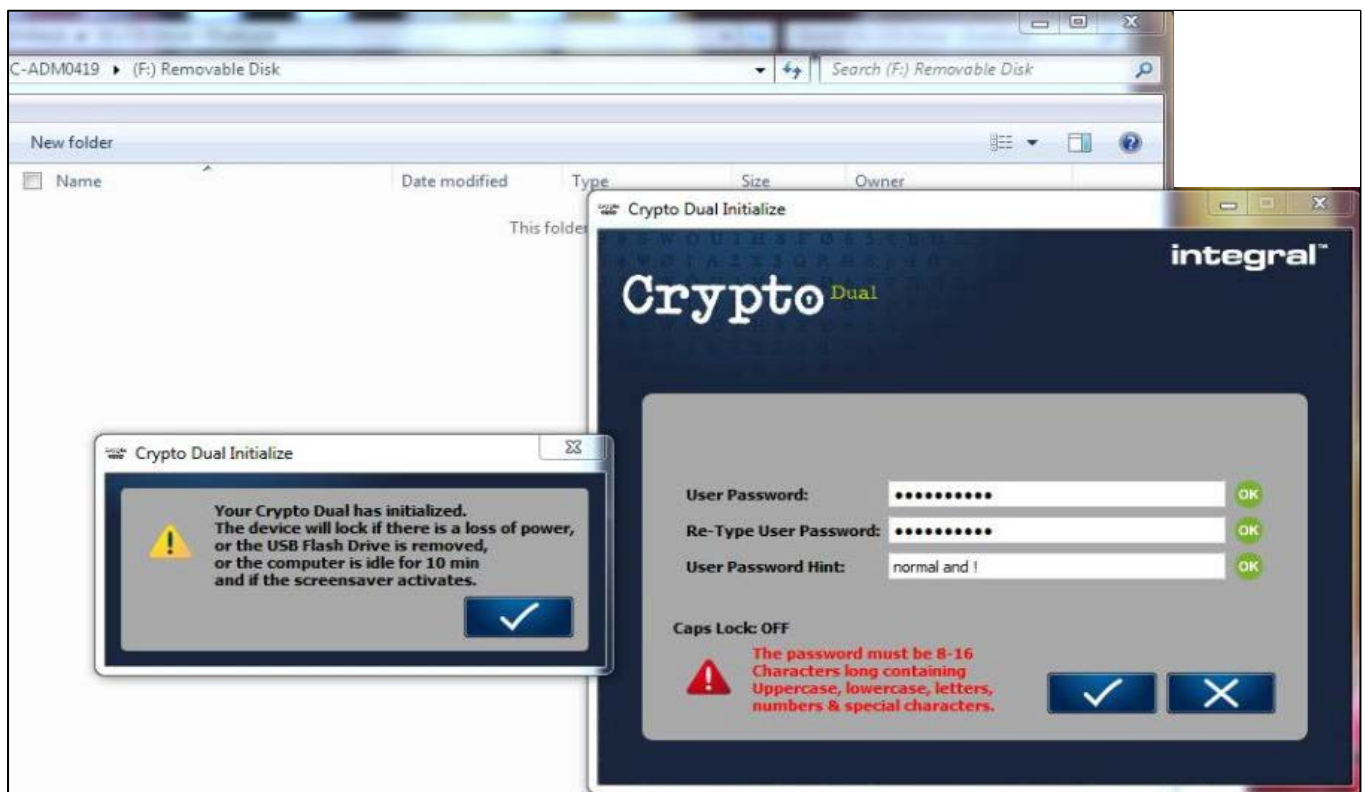 C-ADM0419 ▸ (F:) Removable Disk
Search (F:) Removable Disk
New folder
Name Date modified Type Size Owner
This folder
Crypto Dual Initialize
integral™
Crypto Dual
User Password: ••••••••••
OK
Re-Type User Password: ••••••••••
OK
User Password Hint: normal and !
OK
Caps Lock: OFF
The password must be 8-16
Characters long containing
Uppercase, lowercase, letters,
numbers & special characters.
Crypto Dual Initialize
Your Crypto Dual has initialized.
The device will lock if there is a loss of power,
or the USB Flash Drive is removed,
or the computer is idle for 10 min
and if the screensaver activates.